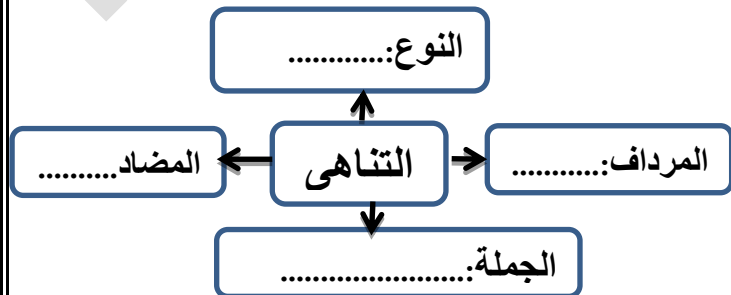 النوع:............
المرداف:...........
التناهى
المضاد..........
الجملة:.......................